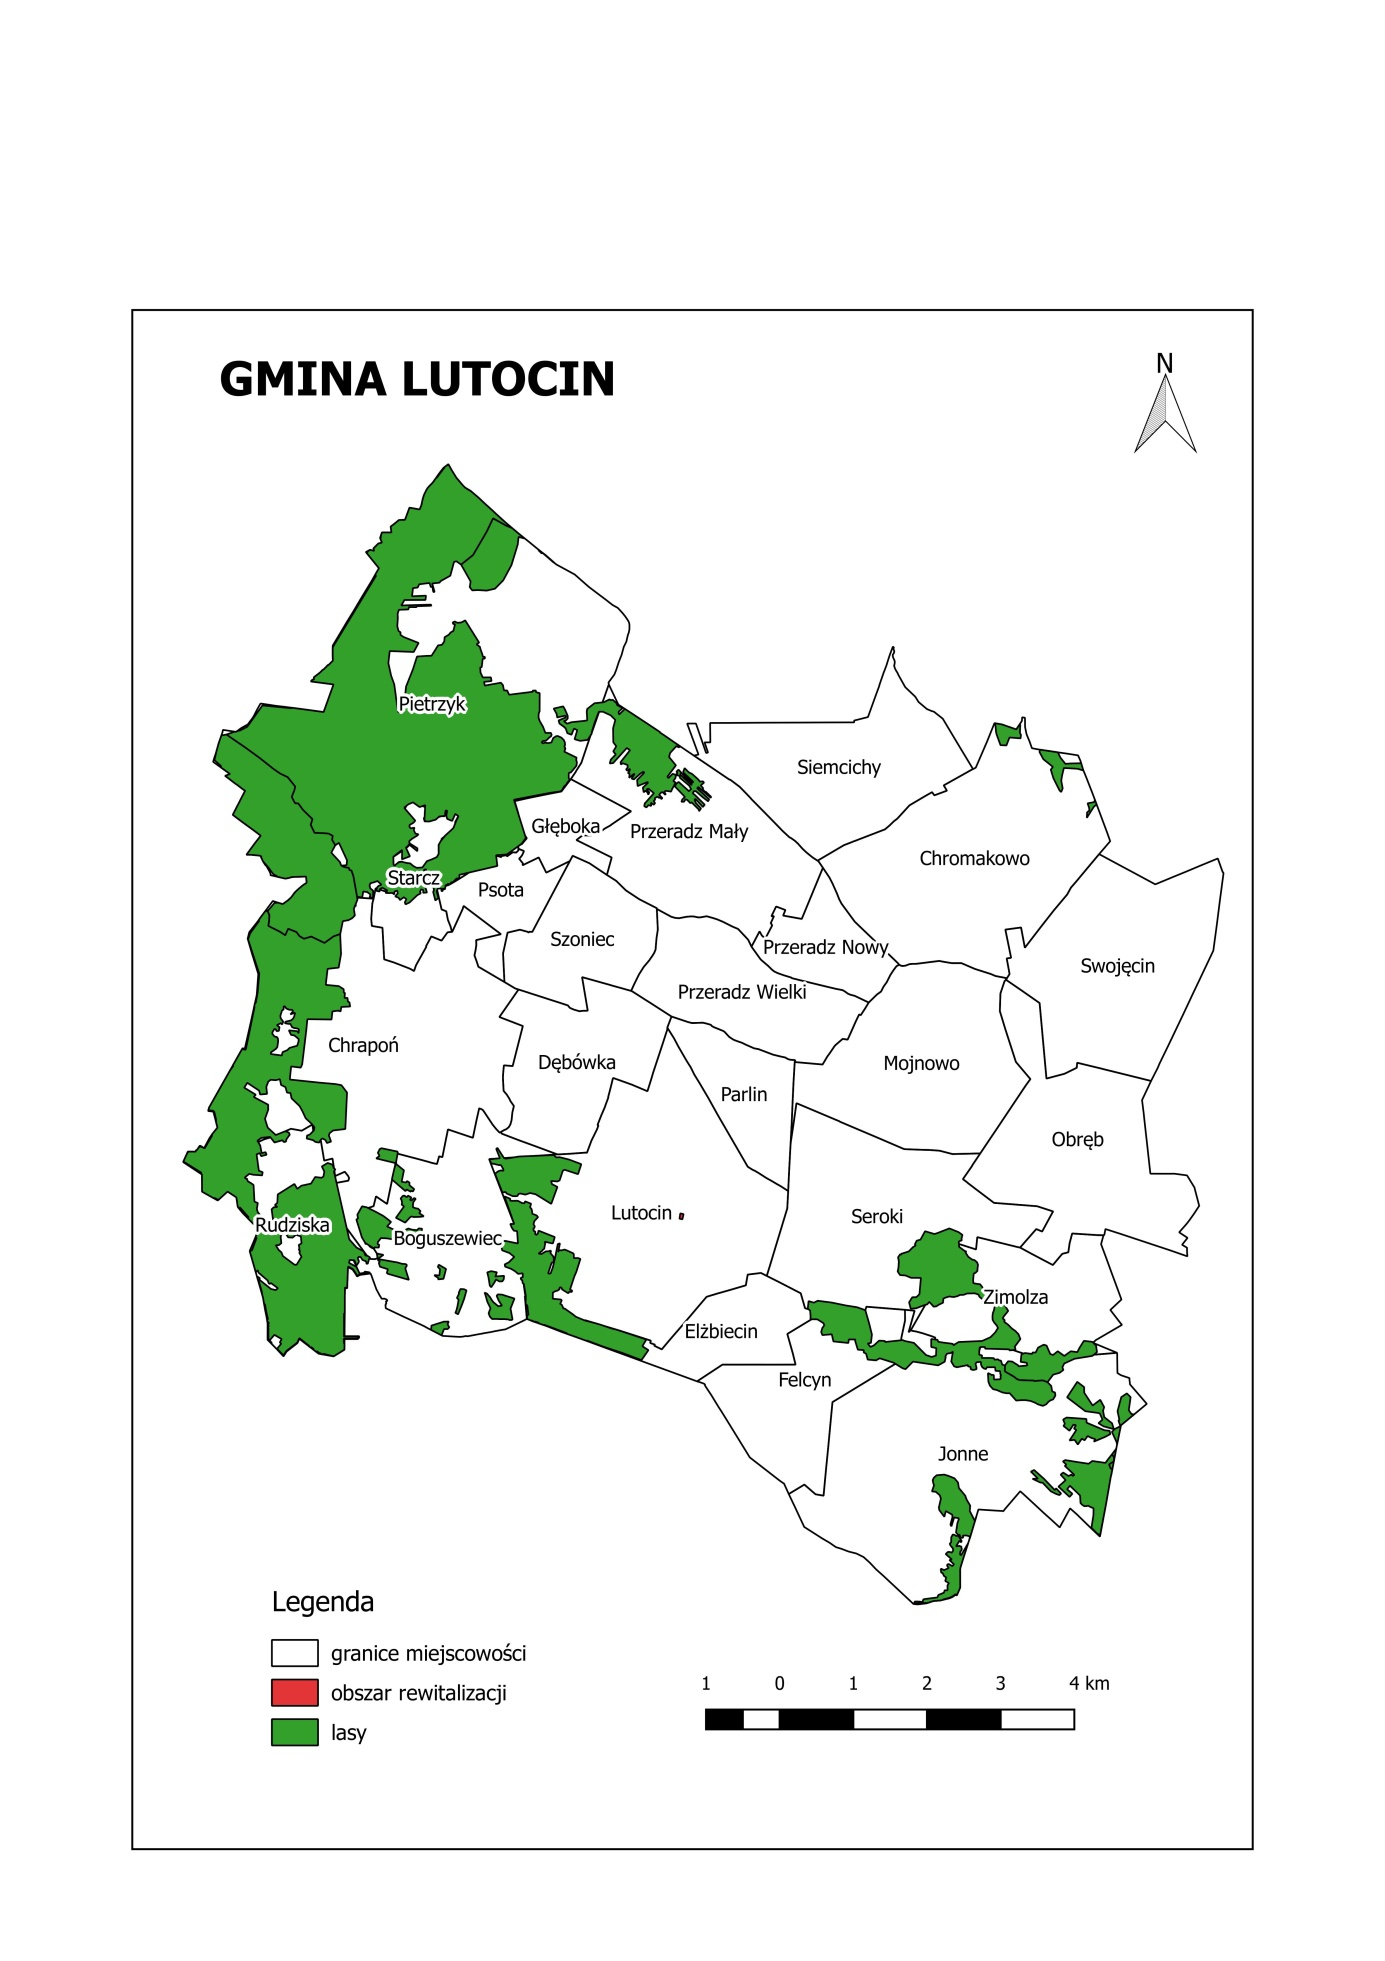 GMINA LUTOCIN
N
Pietrzyk
Siemcichy
Głęboka
Przeradz Mały
Chromakowo
Starcz
Psota
Szoniec
Przeradz Nowy
Swojęcin
Przeradz Wielki
Chrapoń
Dębówka
Mojnowo
Parlin
Obręb
Lutocin
Seroki
Rudziska
Boguszewiec
Zimolza
Elżbiecin
Felcyn
Jonne
Legenda
granice miejscowości
obszar rewitalizacji
lasy
1 0 1 2 3 4 km